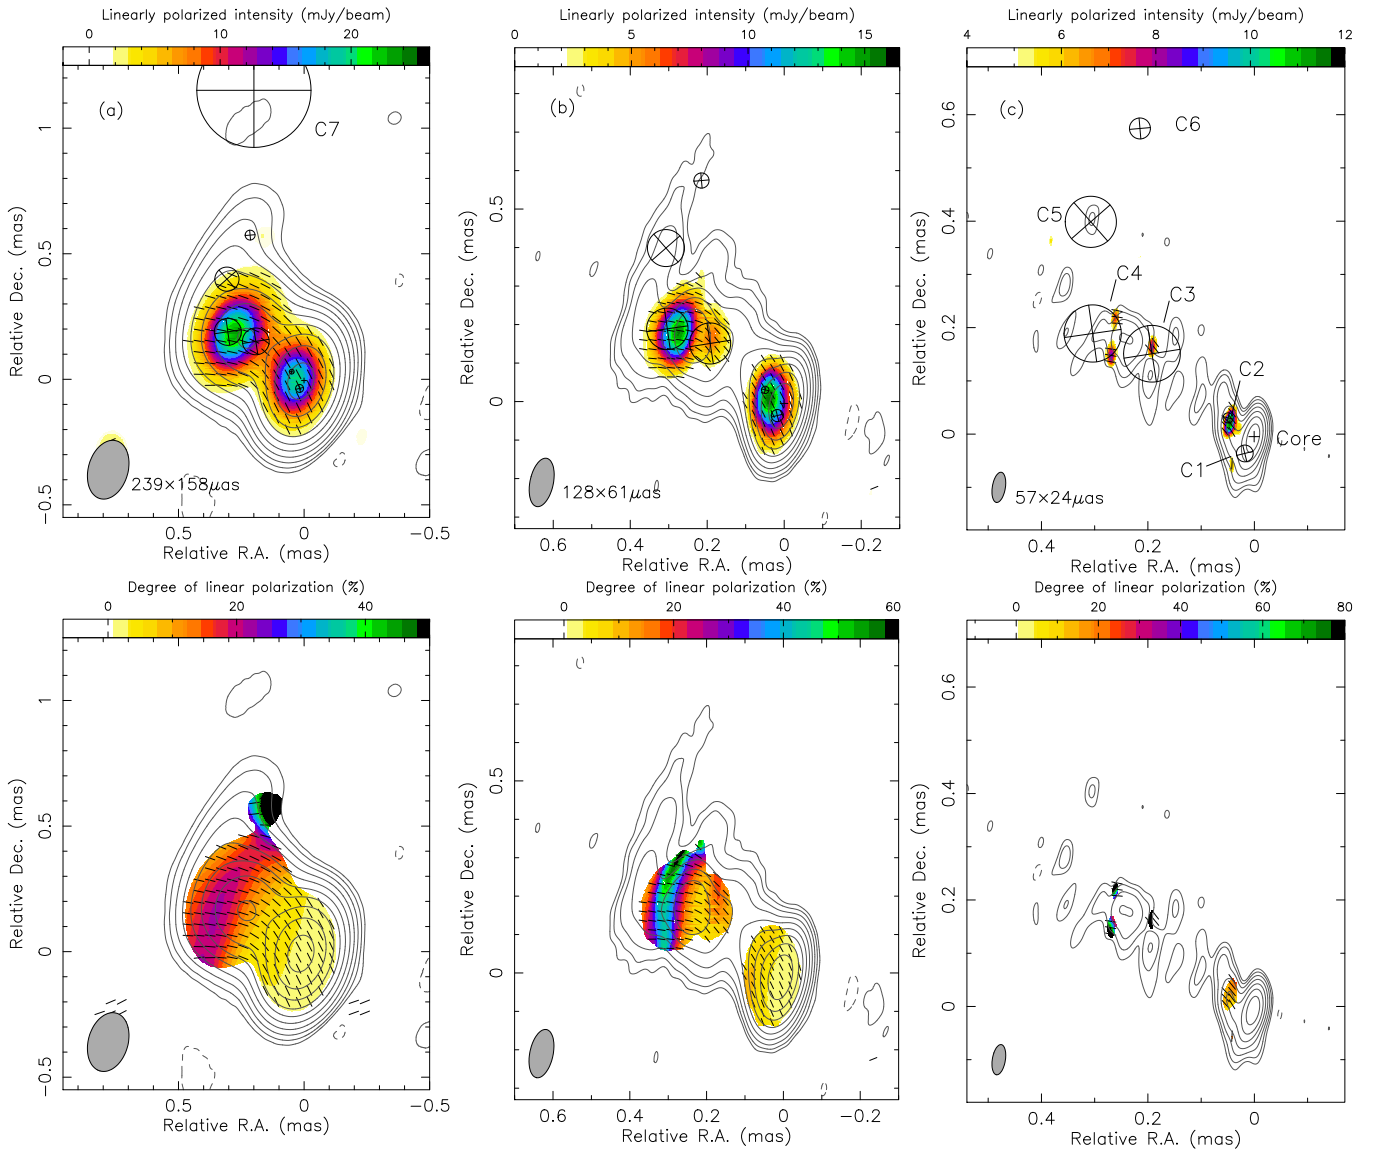 Linearly polarized intensity (mJy/beam)
0 10 20
(a)
C7
Relative Dec. (mas)
1
0.5
0
−0.5
239×158μas
0.5 0 −0.5
Relative R.A. (mas)
Linearly polarized intensity (mJy/beam)
0 5 10 15
(b)
Relative Dec. (mas)
0.5
0
128×61μas
0.6 0.4 0.2 0 −0.2
Relative R.A. (mas)
Linearly polarized intensity (mJy/beam)
4 6 8 10 12
(c)
C6
C5
C4
C3
C2
Core
C1
Relative Dec. (mas)
0.6
0.4
0.2
0
57×24μas
0.4 0.2 0
Relative R.A. (mas)
Degree of linear polarization (%)
0 20 40
Relative Dec. (mas)
1
0.5
0
−0.5
0.5 0 −0.5
Relative R.A. (mas)
Degree of linear polarization (%)
0 20 40 60
Relative Dec. (mas)
0.5
0
0.6 0.4 0.2 0 −0.2
Relative R.A. (mas)
Degree of linear polarization (%)
0 20 40 60 80
Relative Dec. (mas)
0.6
0.4
0.2
0
0.4 0.2 0
Relative R.A. (mas)